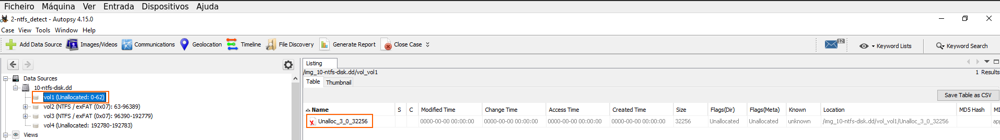 Ficheiro Máquina Ver Entrada Dispositivos Ajuda
2-ntfs_detect - Autopsy 4.15.0
Case View Tools Window Help
Add Data Source Images/Videos Communications Geolocation Timeline File Discovery Generate Report Close Case 12 Keyword Lists Keyword Search
Listing
/img_10-ntfs-disk.dd/vol_vol1 1 Results
Data Sources
Table Thumbnail
10-ntfs-disk.dd
vol1 (Unallocated: 0-62)
Save Table as CSV
vol2 (NTFS / exFAT (0x07): 63-96389)
Name S C Modified Time Change Time Access Time Created Time Size Flags(Dir) Flags(Meta) Known Location MD5 Hash MI
vol3 (NTFS / exFAT (0x07): 96390-192779)
Unalloc_3_0_32256 0000-00-00 00:00:00 0000-00-00 00:00:00 0000-00-00 00:00:00 0000-00-00 00:00:00 32256 Unallocated Unallocated unknown /img_10-ntfs-disk.dd/vol_vol1/Unalloc_3_0_32256 app
vol4 (Unallocated: 192780-192783)
Views